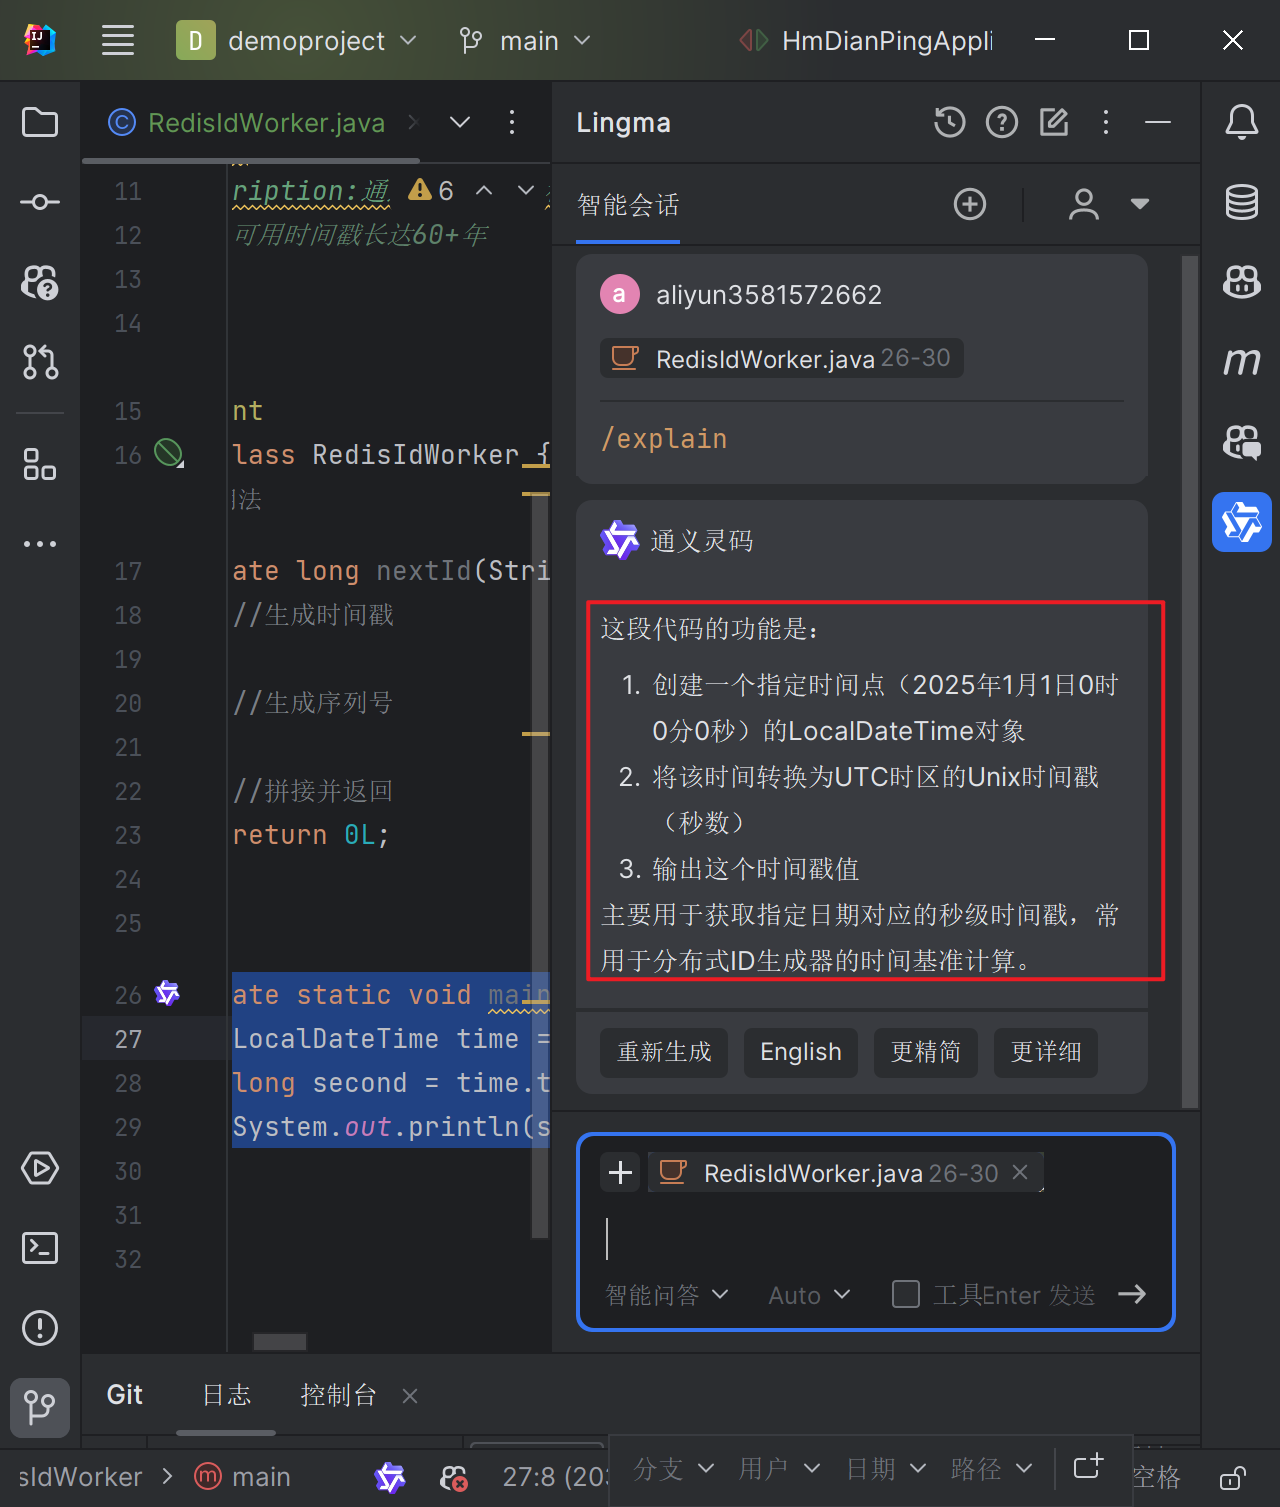 D demoproject main HmDianPingAppli
RedisIdWorker.java
Lingma
智能会话
11 ription:通 6
12 可用时间戳长达60+年
13
14
15 nt
16 lass RedisIdWorker {
法
17 ate long nextId(Stri
18 //生成时间戳
19
20 //生成序列号
21
22 //拼接并返回
23 return 0L;
24
25
26 ate static void main
27 LocalDateTime time =
28 long second = time.t
29 System.out.println(s
30
31
32
a aliyun3581572662
RedisIdWorker.java 26-30
/explain
通义灵码
这段代码的功能是：
1. 创建一个指定时间点（2025年1月1日0时
0分0秒）的LocalDateTime对象
2. 将该时间转换为UTC时区的Unix时间戳
（秒数）
3. 输出这个时间戳值
主要用于获取指定日期对应的秒级时间戳，常
用于分布式ID生成器的时间基准计算。
重新生成 English 更精简 更详细
RedisIdWorker.java 26-30
智能问答 Auto 工具 Enter 发送
Git 日志 控制台
分支 用户 日期 路径
sIdWorker main 27:8 (20 空格